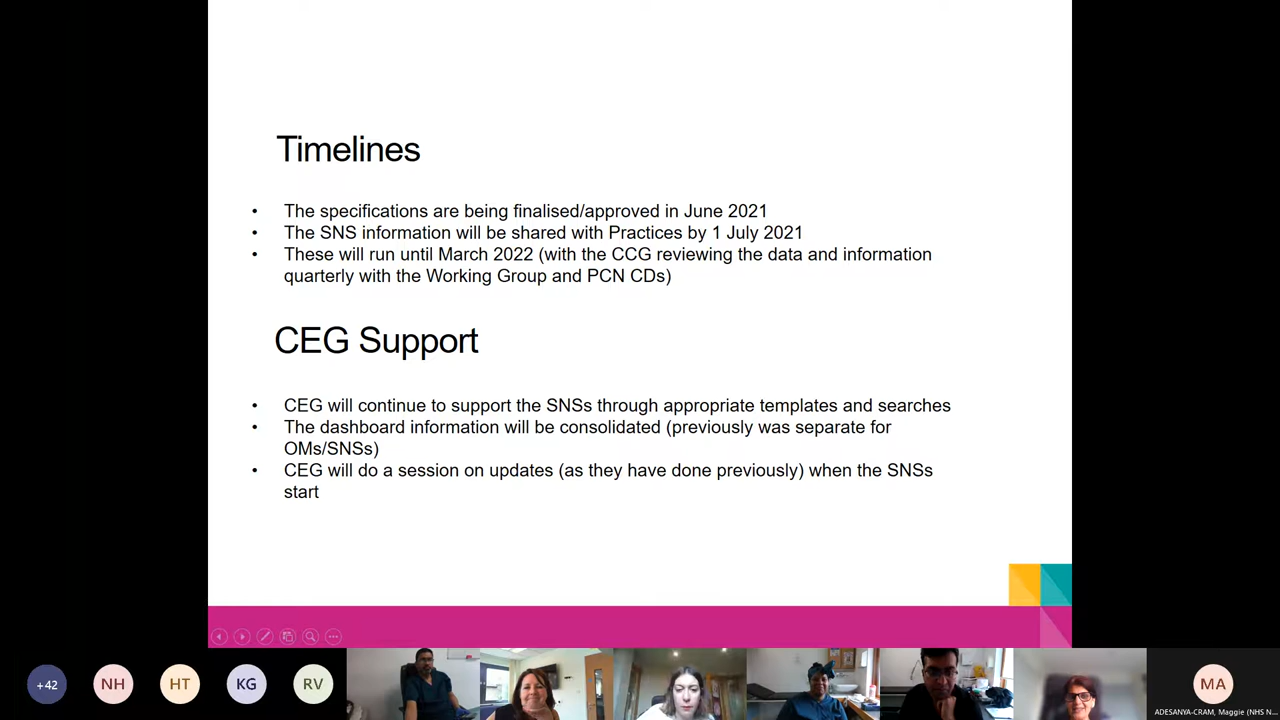 Timelines
• The specifications are being finalised/approved in June 2021
• The SNS information will be shared with Practices by 1 July 2021
• These will run until March 2022 (with the CCG reviewing the data and information
quarterly with the Working Group and PCN CDs)
CEG Support
• CEG will continue to support the SNSs through appropriate templates and searches
• The dashboard information will be consolidated (previously was separate for
OMs/SNSs)
• CEG will do a session on updates (as they have done previously) when the SNSs
start
+42
NH
HT
KG
RV
MA
ADESANYA-CRAM, Maggie (NHS N...